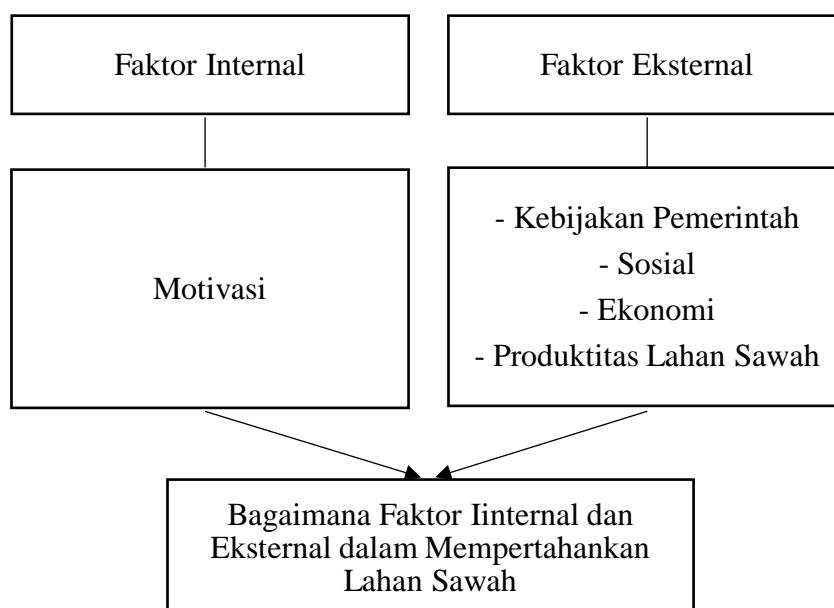 Faktor Internal
Faktor Eksternal
Motivasi
- Kebijakan Pemerintah
- Sosial
- Ekonomi
- Produktitas Lahan Sawah
Bagaimana Faktor Iinternal dan
Eksternal dalam Mempertahankan
Lahan Sawah